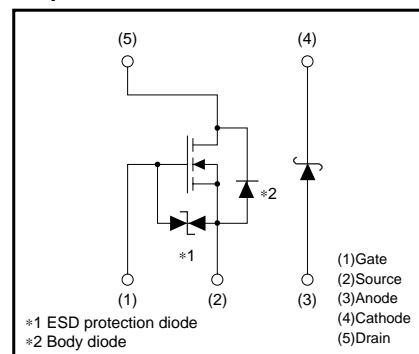 (5)
(4)
∗2
∗1
(1)
(2)
(3)
∗1 ESD protection diode
∗2 Body diode
(1)Gate
(2)Source
(3)Anode
(4)Cathode
(5)Drain